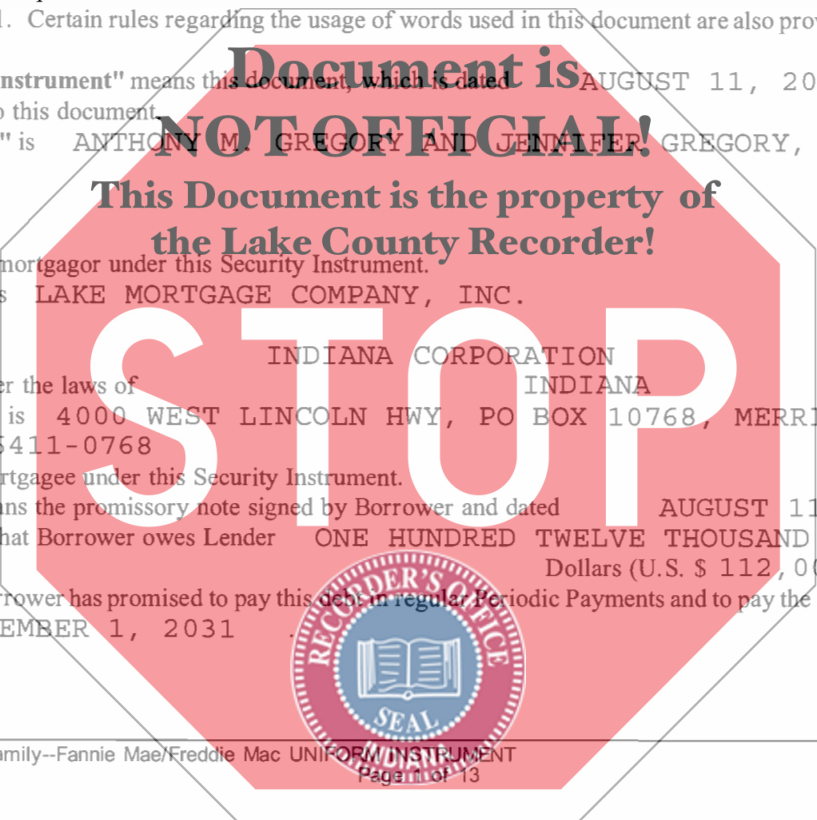 1. Certain rules regarding the usage of words used in this document are also prov
Document is
nstrument" means this document, which is dated AUGUST 11, 20
o this document.
NOT OFFICIAL!
" is ANTHONY M. GREGORY AND JENNIFER GREGORY,
This Document is the property of
the Lake County Recorder!
mortgagor under this Security Instrument.
s LAKE MORTGAGE COMPANY, INC.
STOP
INDIANA CORPORATION
er the laws of INDIANA
is 4000 WEST LINCOLN HWY, PO BOX 10768, MERRI
6411-0768
rtgagee under this Security Instrument.
ns the promissory note signed by Borrower and dated AUGUST 11
hat Borrower owes Lender ONE HUNDRED TWELVE THOUSAND
Dollars (U.S. $ 112,00
rrower has promised to pay this debt in regular Periodic Payments and to pay the
EMBER 1, 2031 .
RECORDER'S OFFICE
SEAL
INDIANA
amily--Fannie Mae/Freddie Mac UNIFORM INSTRUMENT
Page 1 of 13